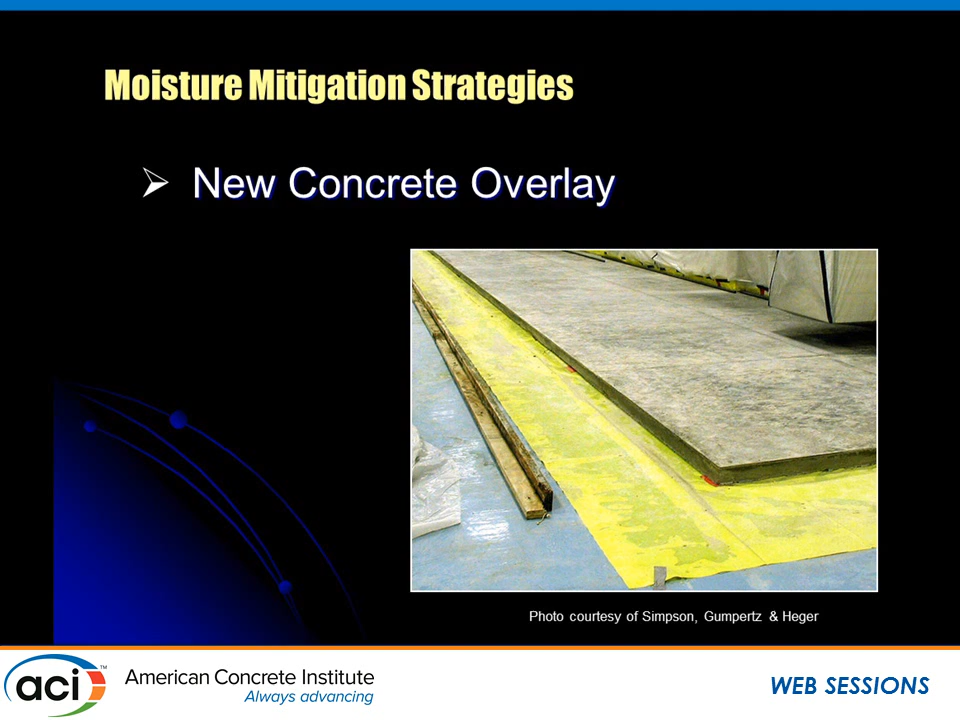 Moisture Mitigation Strategies
➢ New Concrete Overlay
Photo courtesy of Simpson, Gumpertz & Heger
aci™
American Concrete Institute
Always advancing
WEB SESSIONS